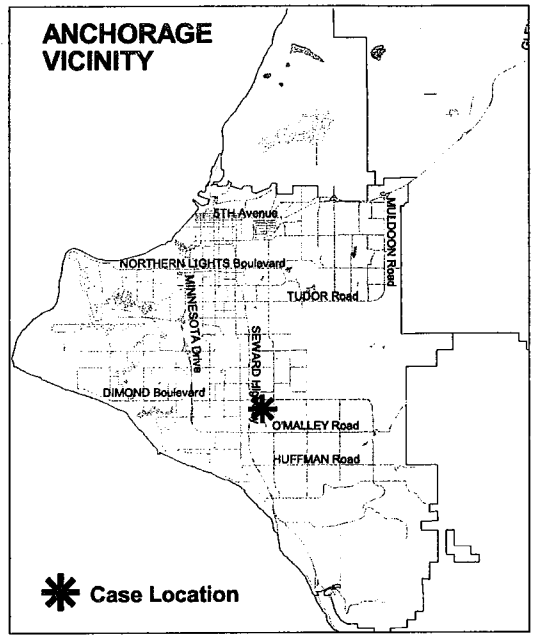 ANCHORAGE
VICINITY
5TH Avenue
MULDOON Road
NORTHERN LIGHTS Boulevard
TUDOR Road
MINNESOTA Drive
SEWARD
DIMOND Boulevard
O'MALLEY Road
HUFFMAN Road
Case Location